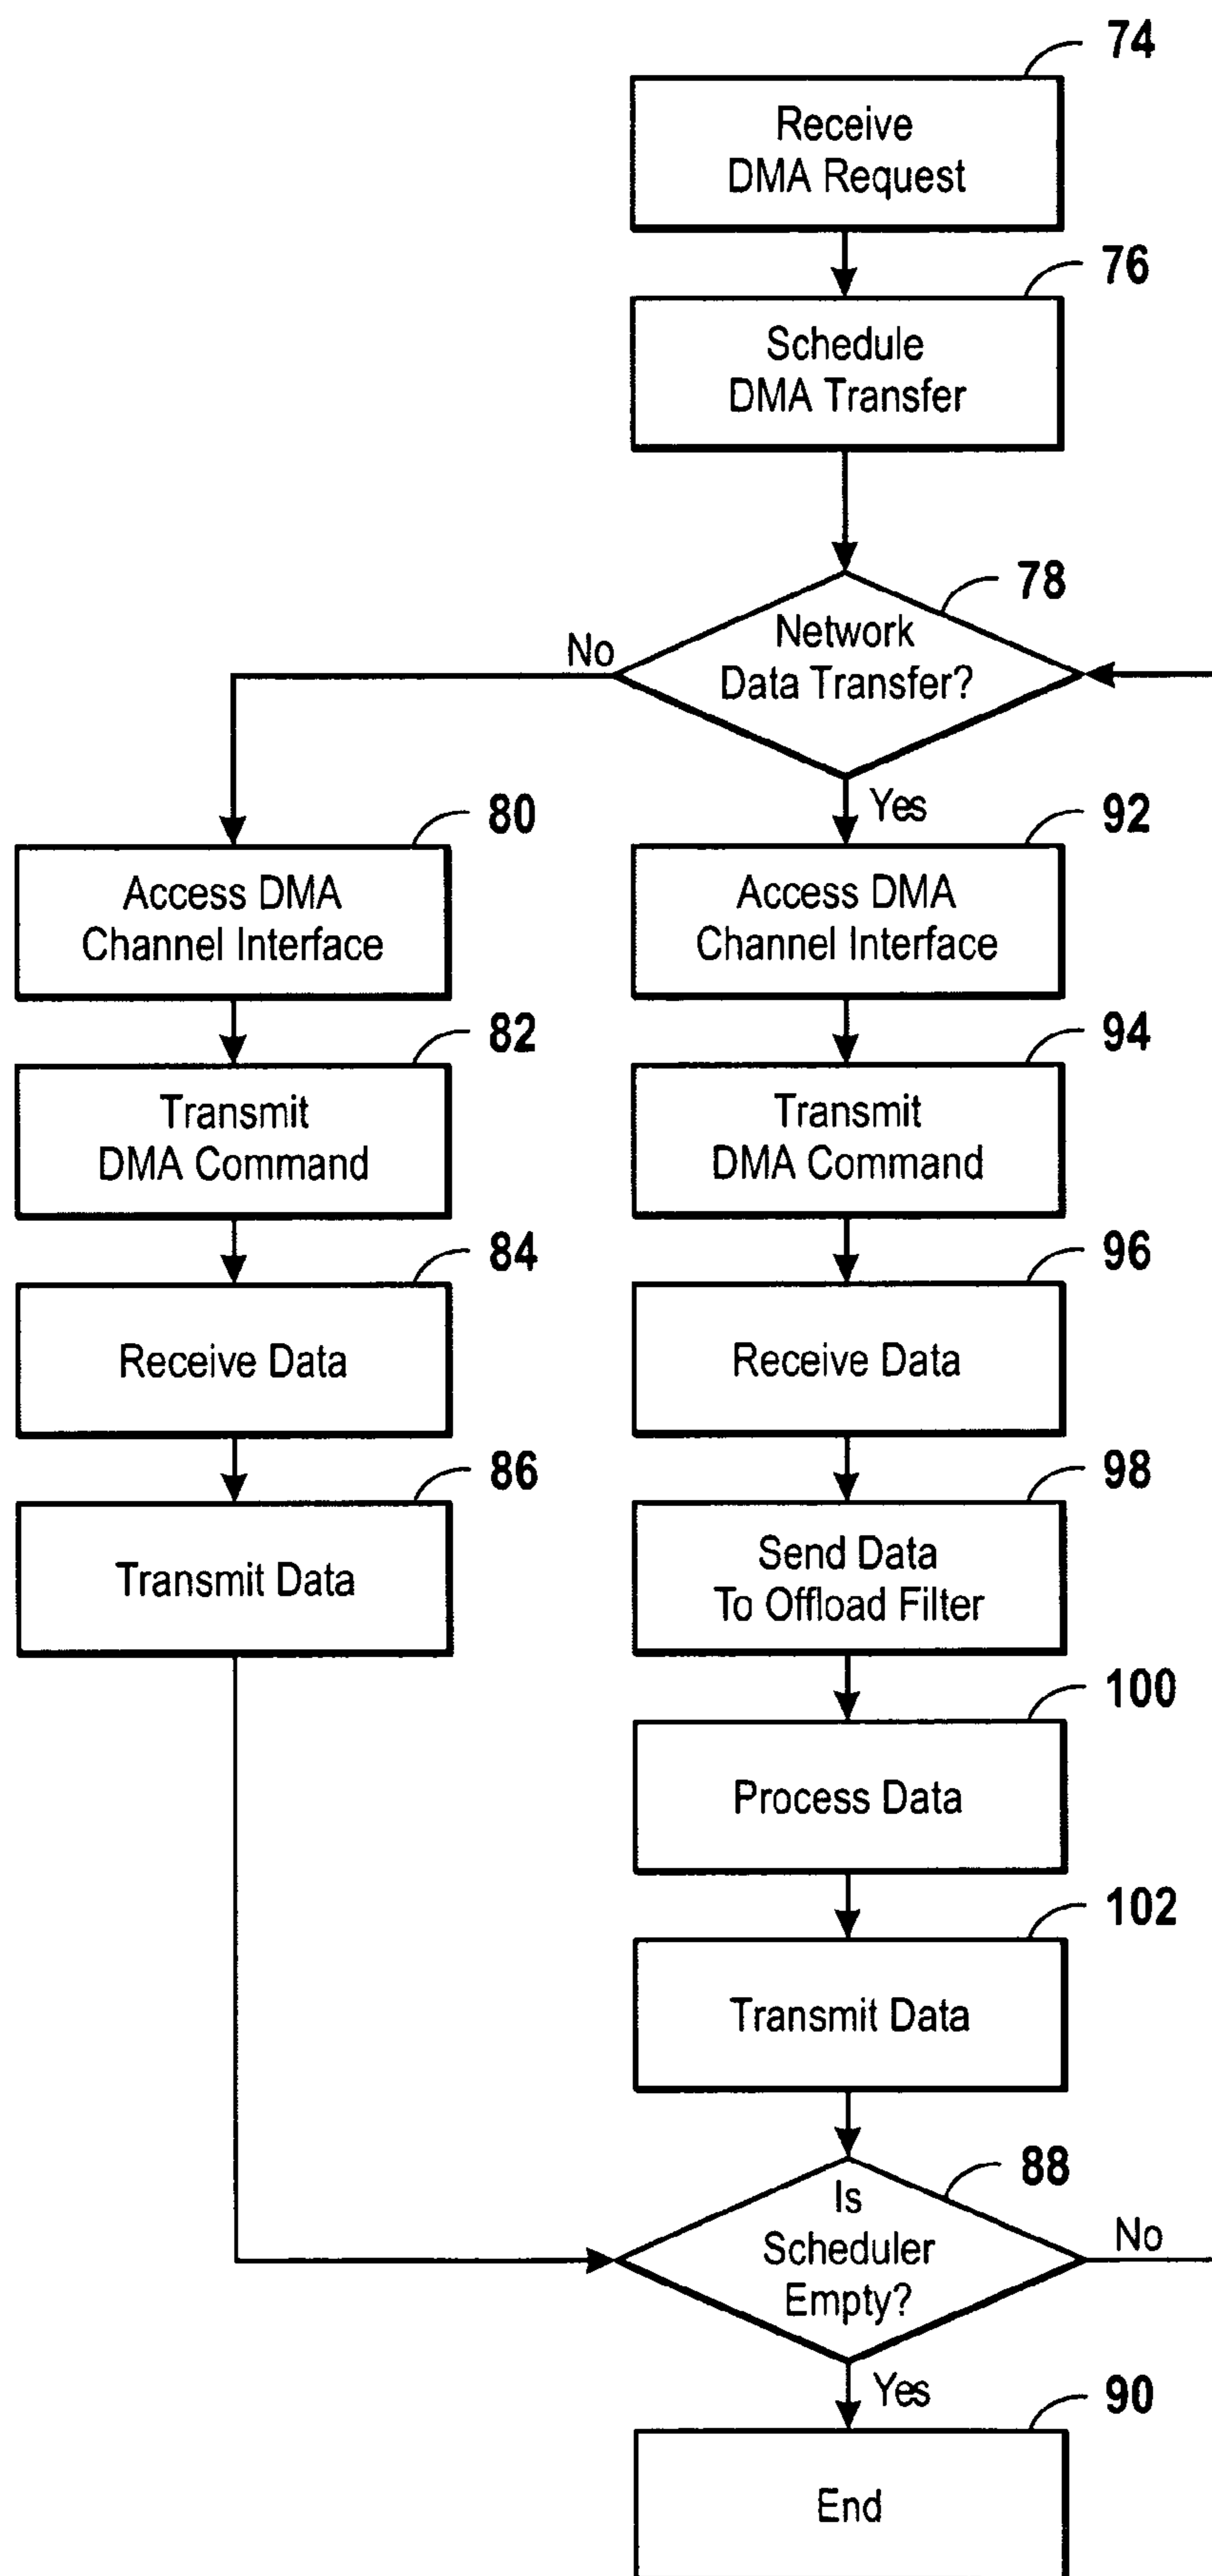 74
Receive
DMA Request
76
Schedule
DMA Transfer
78
Network
Data Transfer?
No
Yes
80
Access DMA
Channel Interface
92
Access DMA
Channel Interface
82
Transmit
DMA Command
94
Transmit
DMA Command
84
Receive Data
96
Receive Data
86
Transmit Data
98
Send Data
To Offload Filter
100
Process Data
102
Transmit Data
88
Is
Scheduler
Empty?
No
Yes
90
End